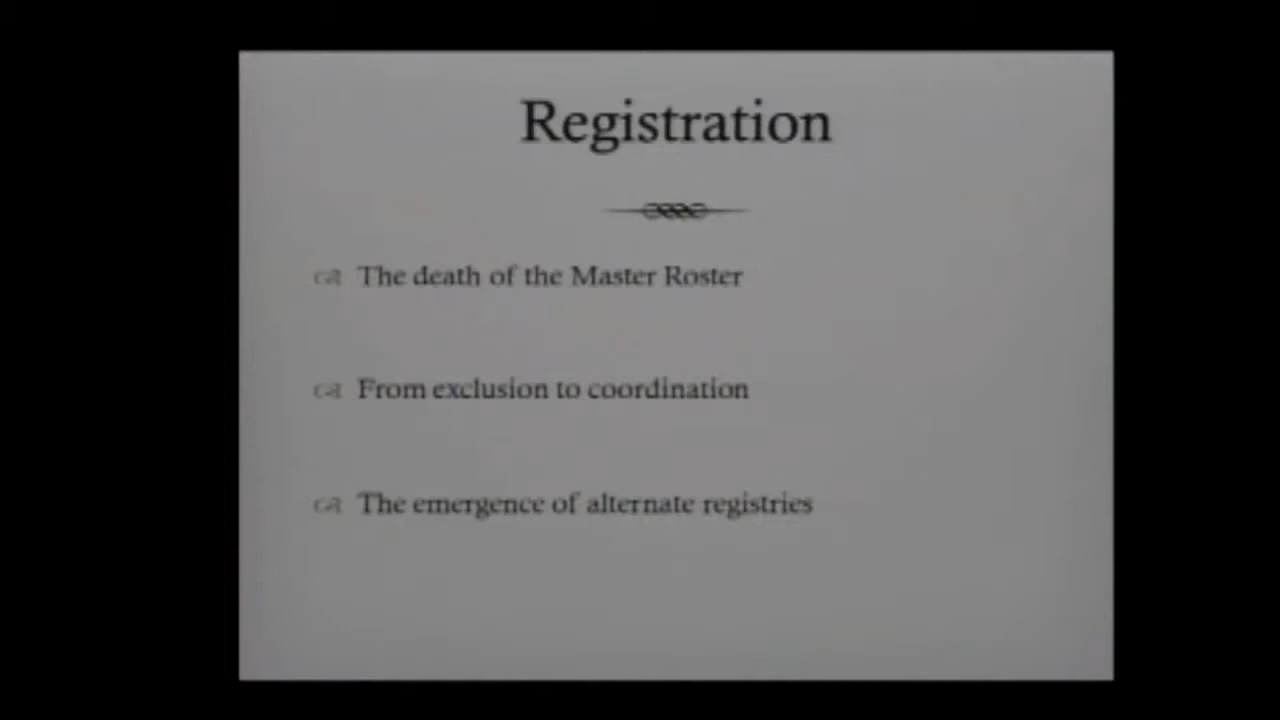 Registration
The death of the Master Roster
From exclusion to coordination
The emergence of alternate registries